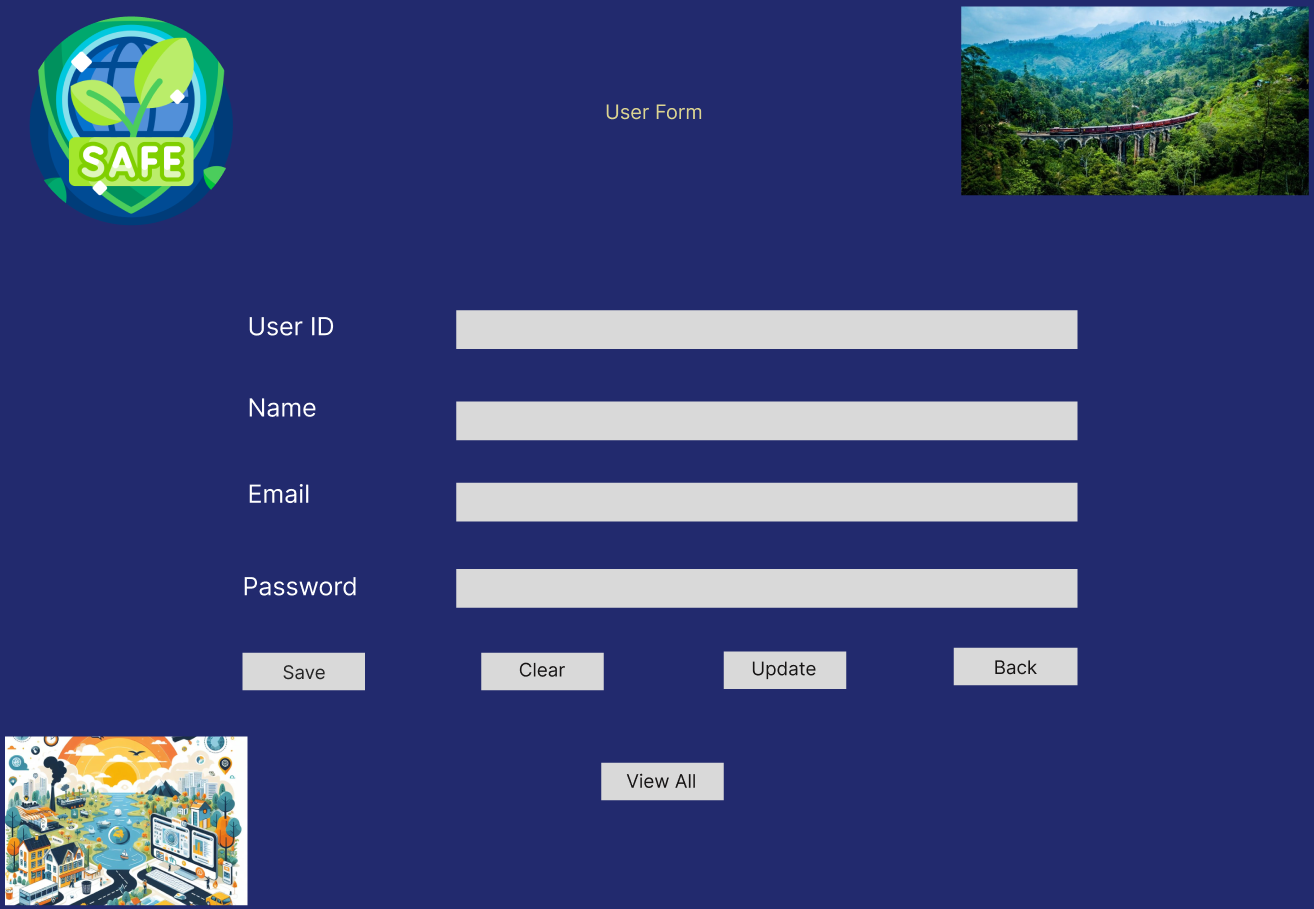 SAFE
User Form
User ID
Name
Email
Password
Save
Clear
Update
Back
View All